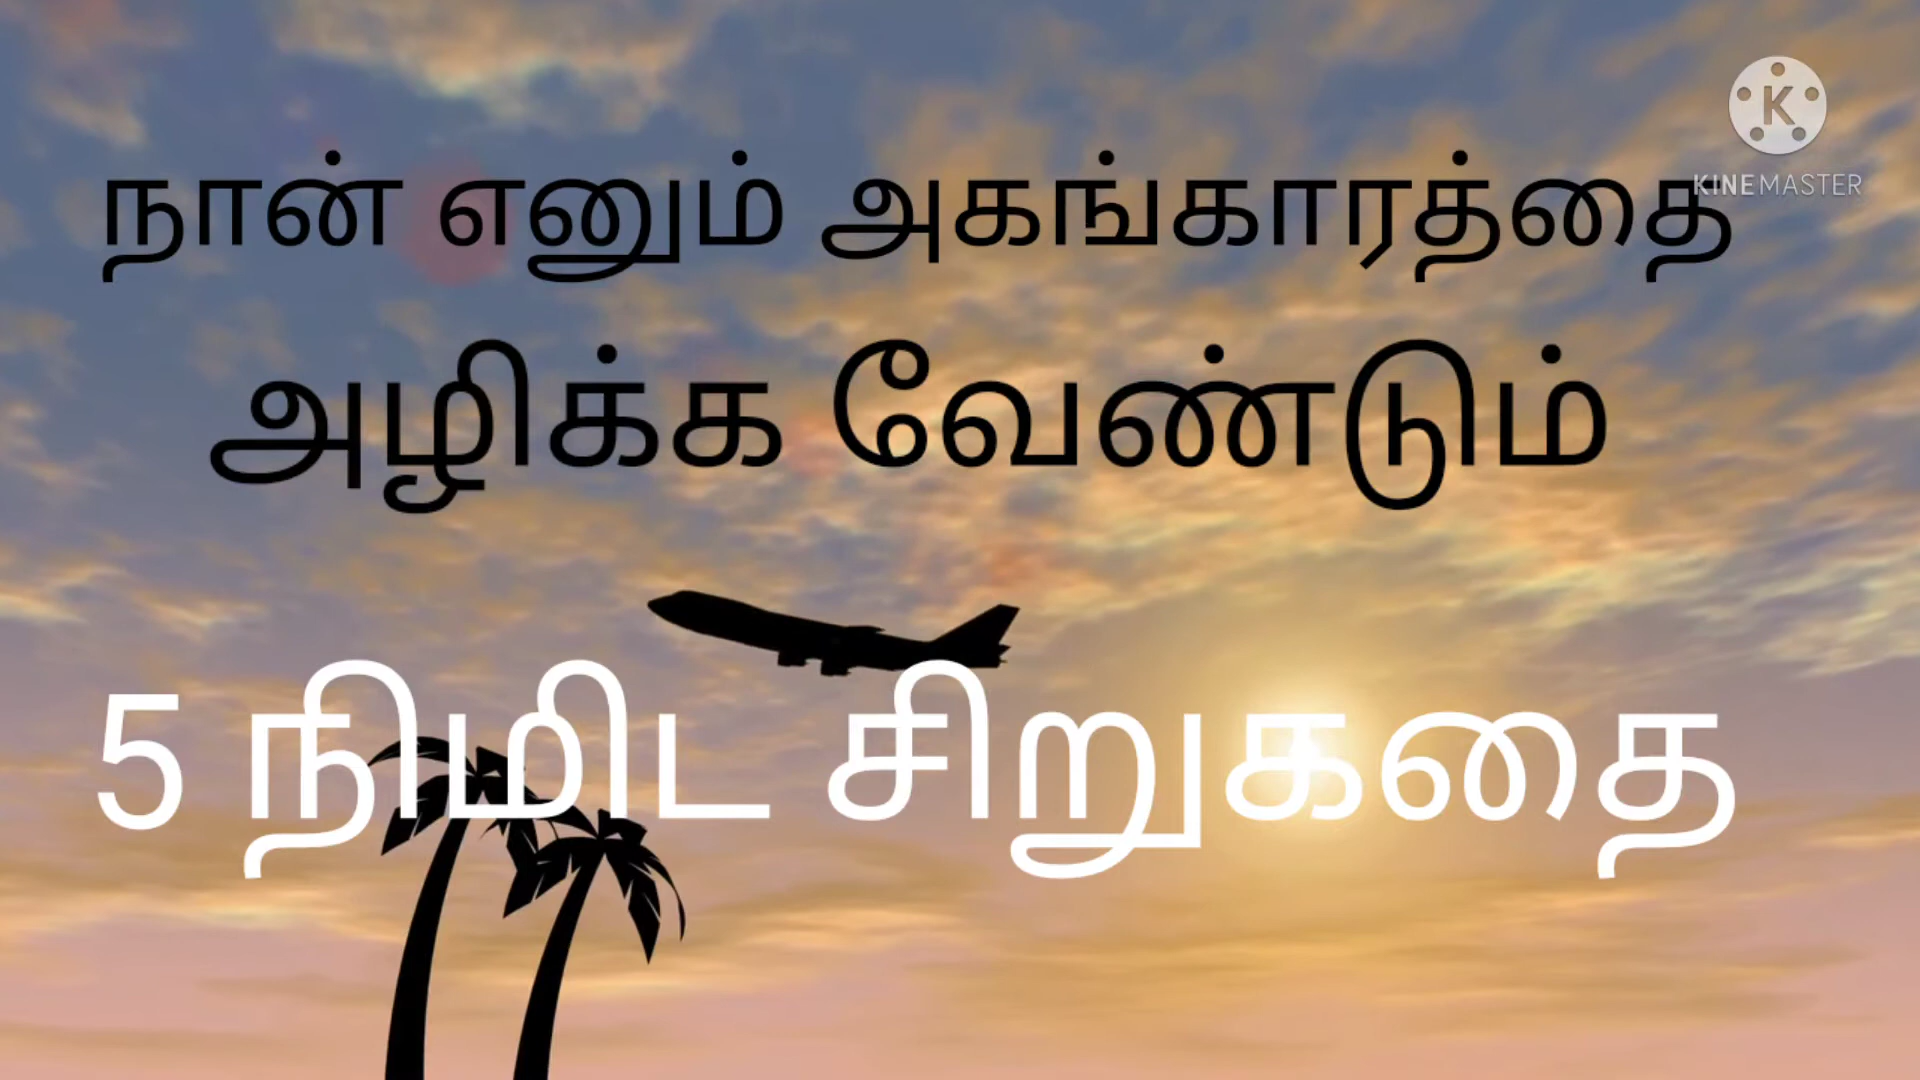 நான் எனும் அகங்காரத்தை
அழிக்க வேண்டும்
5 நிமிட சிறுகதை
K
KINEMASTER